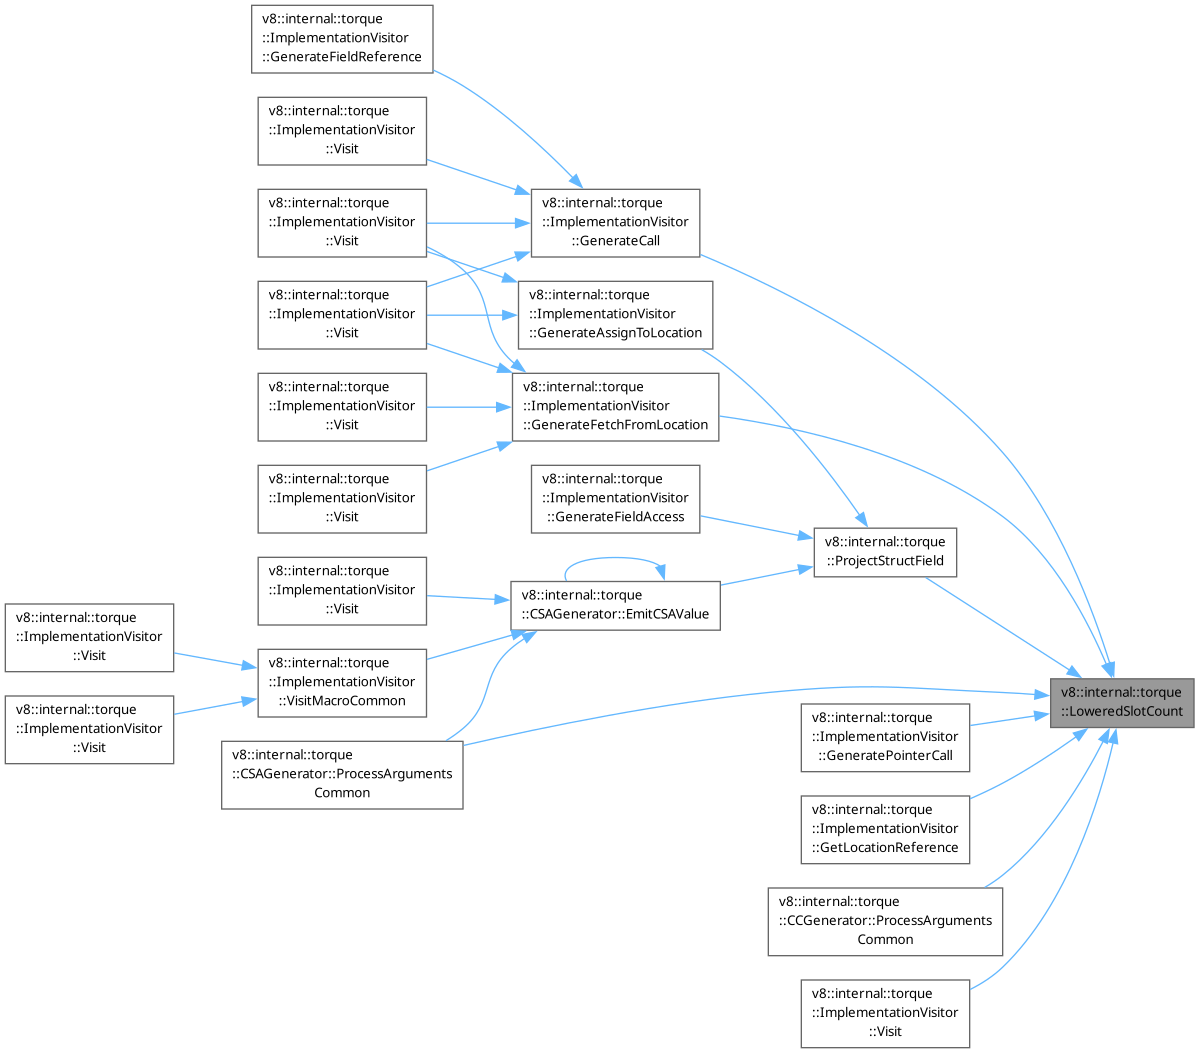 v8::internal::torque
::ImplementationVisitor
::GenerateFieldReference
v8::internal::torque
::ImplementationVisitor
::Visit
v8::internal::torque
::ImplementationVisitor
::Visit
v8::internal::torque
::ImplementationVisitor
::GenerateCall
v8::internal::torque
::ImplementationVisitor
::Visit
v8::internal::torque
::ImplementationVisitor
::GenerateAssignToLocation
v8::internal::torque
::ImplementationVisitor
::Visit
v8::internal::torque
::ImplementationVisitor
::GenerateFetchFromLocation
v8::internal::torque
::ImplementationVisitor
::Visit
v8::internal::torque
::ImplementationVisitor
::GenerateFieldAccess
v8::internal::torque
::ProjectStructField
v8::internal::torque
::ImplementationVisitor
::Visit
v8::internal::torque
::CSAGenerator::EmitCSAValue
v8::internal::torque
::ImplementationVisitor
::Visit
v8::internal::torque
::ImplementationVisitor
::VisitMacroCommon
v8::internal::torque
::LoweredSlotCount
v8::internal::torque
::ImplementationVisitor
::Visit
v8::internal::torque
::ImplementationVisitor
::GeneratePointerCall
v8::internal::torque
::CSAGenerator::ProcessArguments
Common
v8::internal::torque
::ImplementationVisitor
::GetLocationReference
v8::internal::torque
::CCGenerator::ProcessArguments
Common
v8::internal::torque
::ImplementationVisitor
::Visit